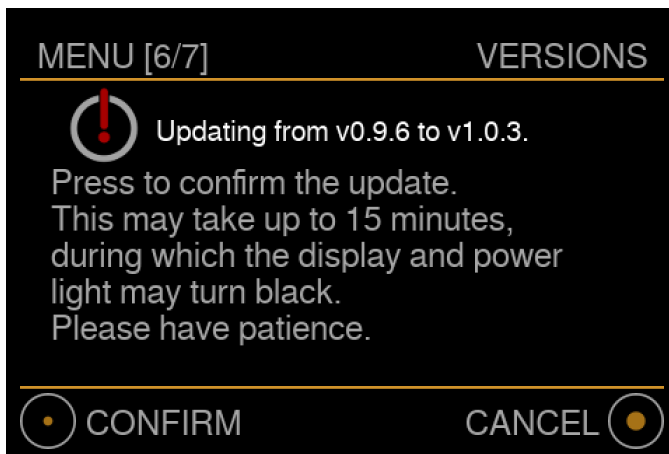 MENU [6/7] VERSIONS
Updating from v0.9.6 to v1.0.3.
Press to confirm the update.
This may take up to 15 minutes,
during which the display and power
light may turn black.
Please have patience.
CONFIRM CANCEL